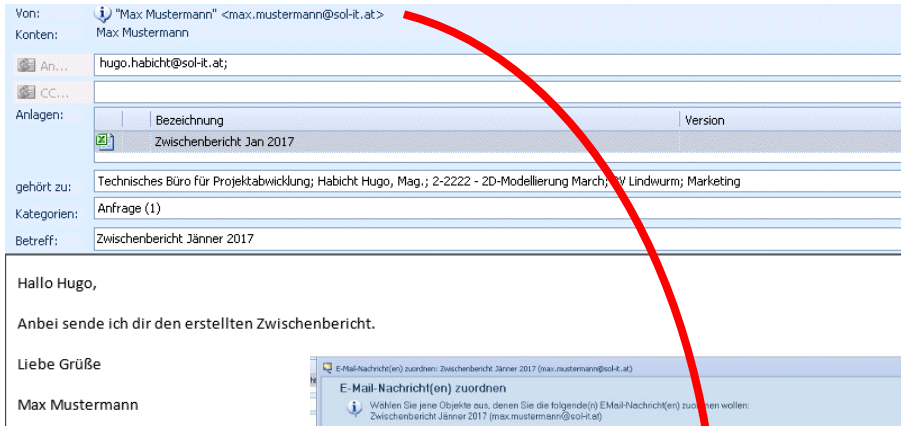 Von: "Max Mustermann" <max.mustermann@sol-it.at>
Konten: Max Mustermann
An... hugo.habicht@sol-it.at;
CC...
Anlagen: Bezeichnung Version
Zwischenbericht Jan 2017
gehört zu: Technisches Büro für Projektabwicklung; Habicht Hugo, Mag.; 2-2222 - 2D-Modellierung March; Lindwurm; Marketing
Kategorien: Anfrage (1)
Betreff: Zwischenbericht Jänner 2017
Hallo Hugo,
Anbei sende ich dir den erstellten Zwischenbericht.
Liebe Grüße
Max Mustermann
E-Mail-Nachricht(en) zuordnen: Zwischenbericht Jänner 2017 (max.mustermann@sol-it.at)
E-Mail-Nachricht(en) zuordnen
Wählen Sie jene Objekte aus, denen Sie die folgende(n) EMail-Nachricht(en) zuordnen wollen:
Zwischenbericht Jänner 2017 (max.mustermann@sol-it.at)